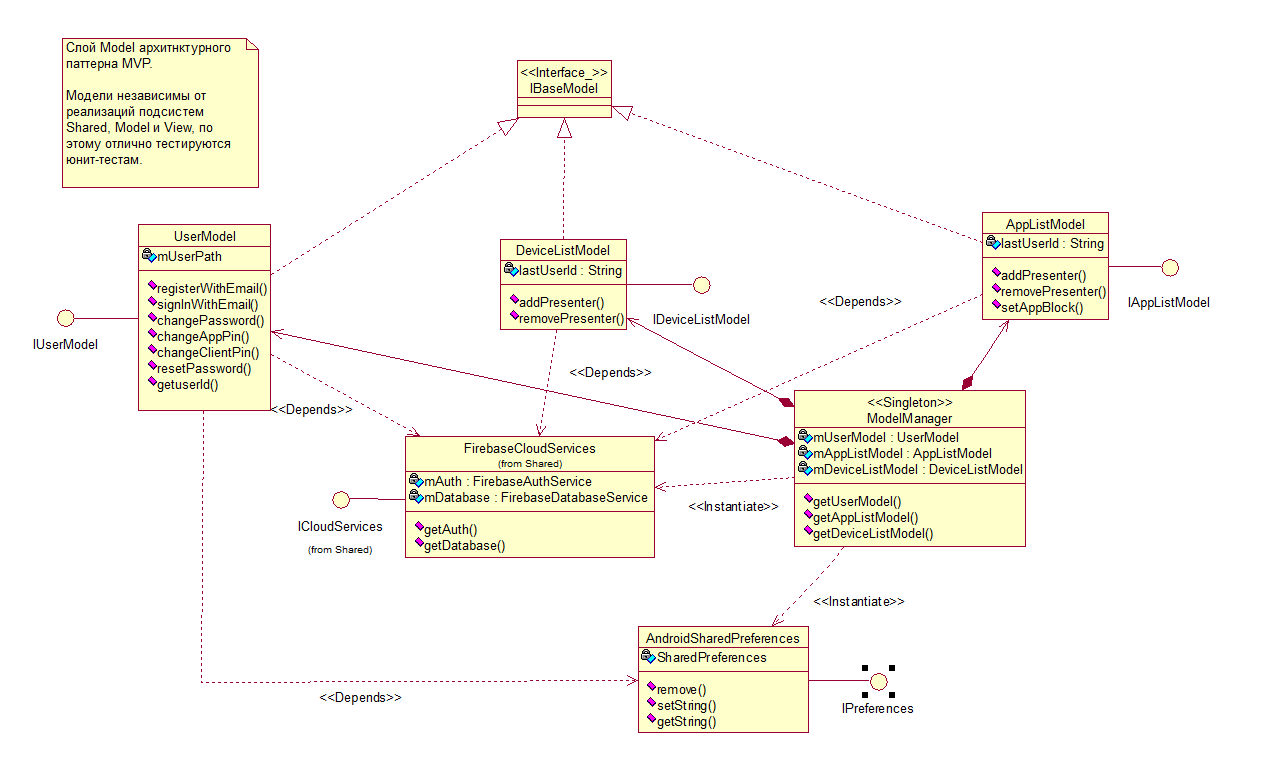 Слой Model архитнктурного
паттерна MVP.
Модели независимы от
реализаций подсистем
Shared, Model и View, по
этому отлично тестируются
юнит-тестам.
<<Interface_>>
IBaseModel
UserModel
mUserPath
registerWithEmail()
signInWithEmail()
changePassword()
changeAppPin()
changeClientPin()
resetPassword()
getuserId()
IUserModel
DeviceListModel
lastUserId : String
addPresenter()
removePresenter()
IDeviceListModel
AppListModel
lastUserId : String
addPresenter()
removePresenter()
setAppBlock()
IAppListModel
<<Depends>>
<<Depends>>
<<Depends>>
<<Singleton>>
ModelManager
mUserModel : UserModel
mAppListModel : AppListModel
mDeviceListModel : DeviceListModel
getUserModel()
getAppListModel()
getDeviceListModel()
FirebaseCloudServices
(from Shared)
mAuth : FirebaseAuthService
mDatabase : FirebaseDatabaseService
getAuth()
getDatabase()
ICloudServices
(from Shared)
<<Instantiate>>
<<Instantiate>>
AndroidSharedPreferences
SharedPreferences
remove()
setString()
getString()
IPreferences
<<Depends>>